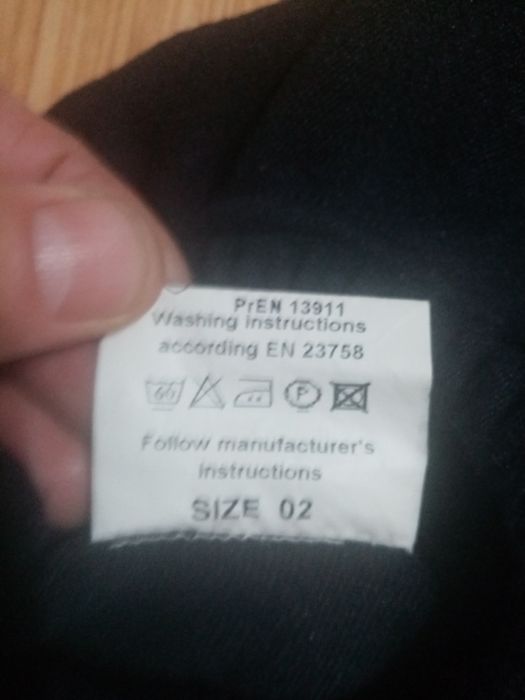 PrEN 13911
Washing instructions
according EN 23758
60 P
Follow manufacturer's
instructions
SIZE 02